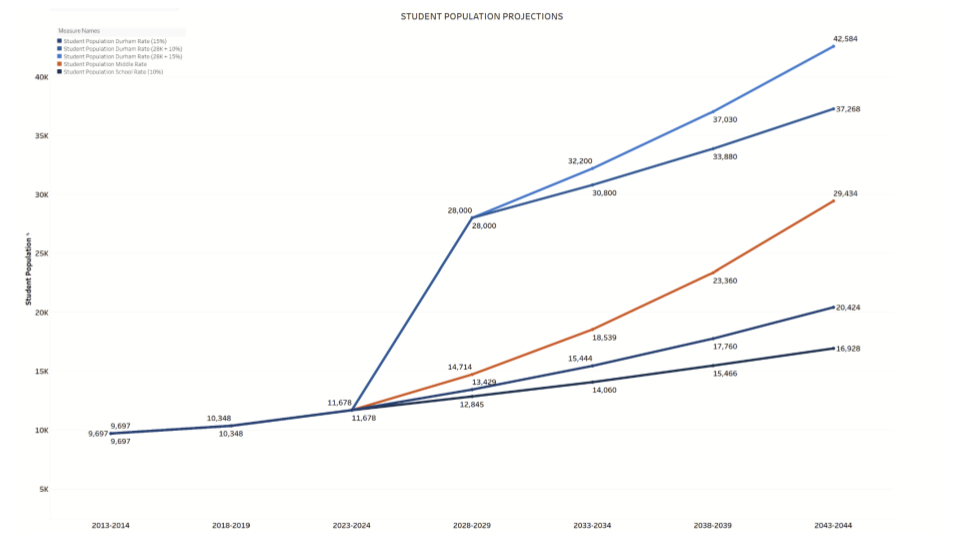 STUDENT POPULATION PROJECTIONS
Measure Names
Student Population Durham Rate (15%)
Student Population Durham Rate (28K + 10%)
Student Population Durham Rate (28K + 15%)
Student Population Middle Rate
Student Population School Rate (10%)
42,584
40K
37,268
37,030
35K
33,880
32,200
30,800
30K
29,434
28,000
28,000
25K
Student Population
23,360
20K
20,424
18,539
17,760
16,928
15K
15,444
15,466
14,714
14,060
13,429
12,845
11,678
11,678
10K
10,348
10,348
9,697
9,697
9,697
5K
2013-2014
2018-2019
2023-2024
2028-2029
2033-2034
2038-2039
2043-2044